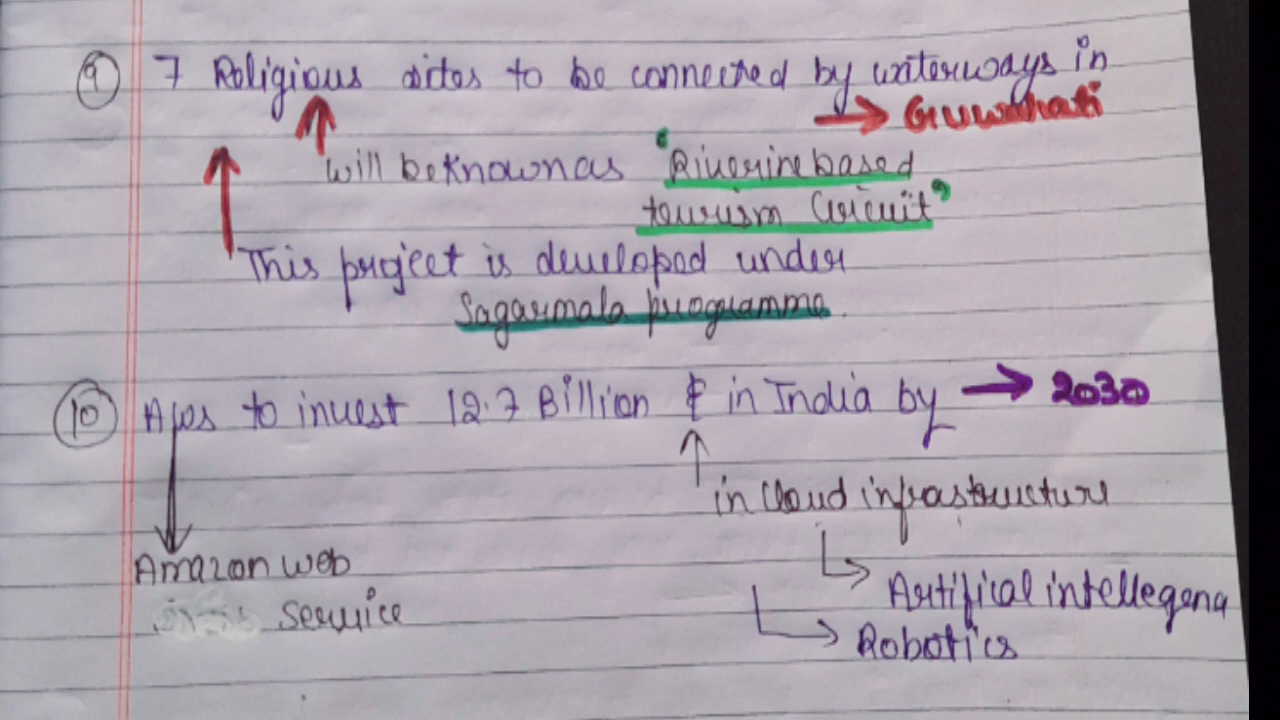 9 7 Religious sites to be connected by waterways in
→ Guwahati
will be known as "Riverine based
tourism Circuit"
This project is developed under
Sagarmala programme.
10 Aws to invest 12.7 Billion $ in India by → 2030
in cloud infrastructure
Amazon web
Artifical intellegence
service
Robotics